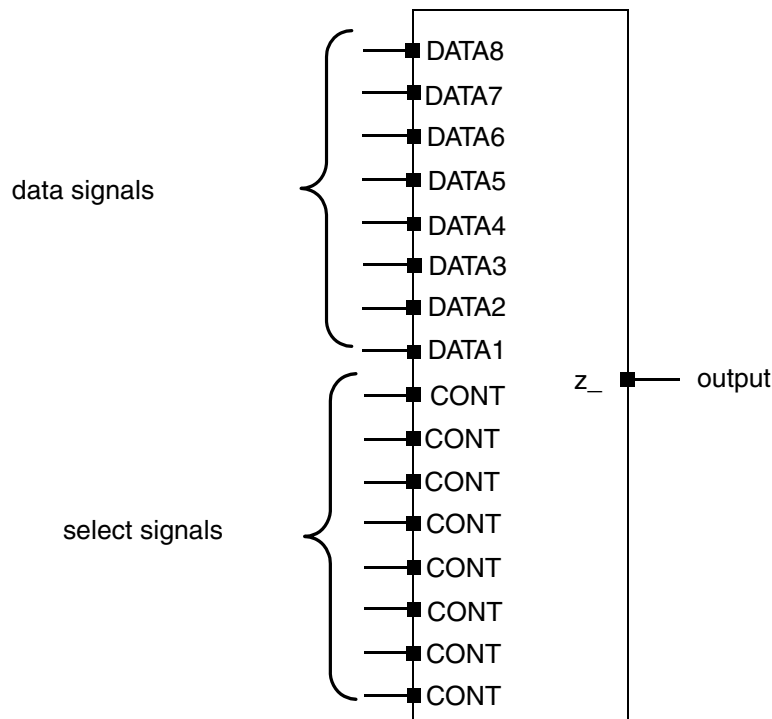 DATA8
DATA7
DATA6
data signals
DATA5
DATA4
DATA3
DATA2
DATA1
z_
output
CONT
CONT
CONT
select signals
CONT
CONT
CONT
CONT
CONT